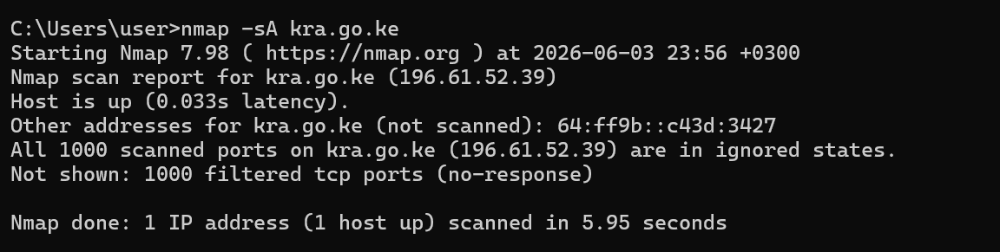 C:\Users\user>nmap -sA kra.go.ke
Starting Nmap 7.98 ( https://nmap.org ) at 2026-06-03 23:56 +0300
Nmap scan report for kra.go.ke (196.61.52.39)
Host is up (0.033s latency).
Other addresses for kra.go.ke (not scanned): 64:ff9b::c43d:3427
All 1000 scanned ports on kra.go.ke (196.61.52.39) are in ignored states.
Not shown: 1000 filtered tcp ports (no-response)

Nmap done: 1 IP address (1 host up) scanned in 5.95 seconds